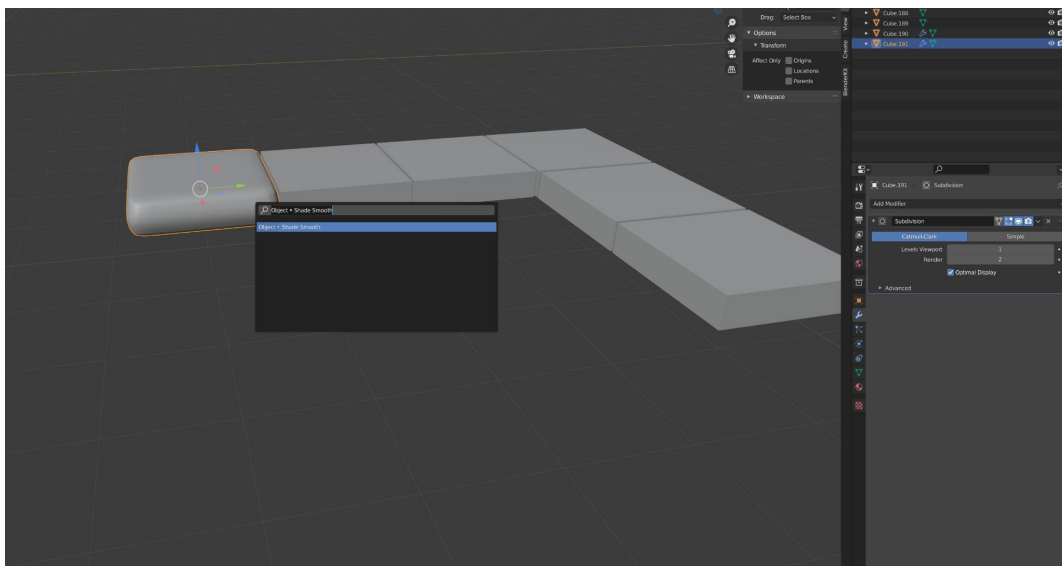 Drag: Select Box
Options
Transform
Affect Only Origins
Locations
Parents
Workspace
View
Create
BlenderKit
Cube.188
Cube.189
Cube.190
Cube.191
Object ‣ Shade Smooth
Object ‣ Shade Smooth
Cube.191 Subdivision
Add Modifier
Subdivision
Catmull-Clark Simple
Levels Viewport 1
Render 2
Optimal Display
Advanced